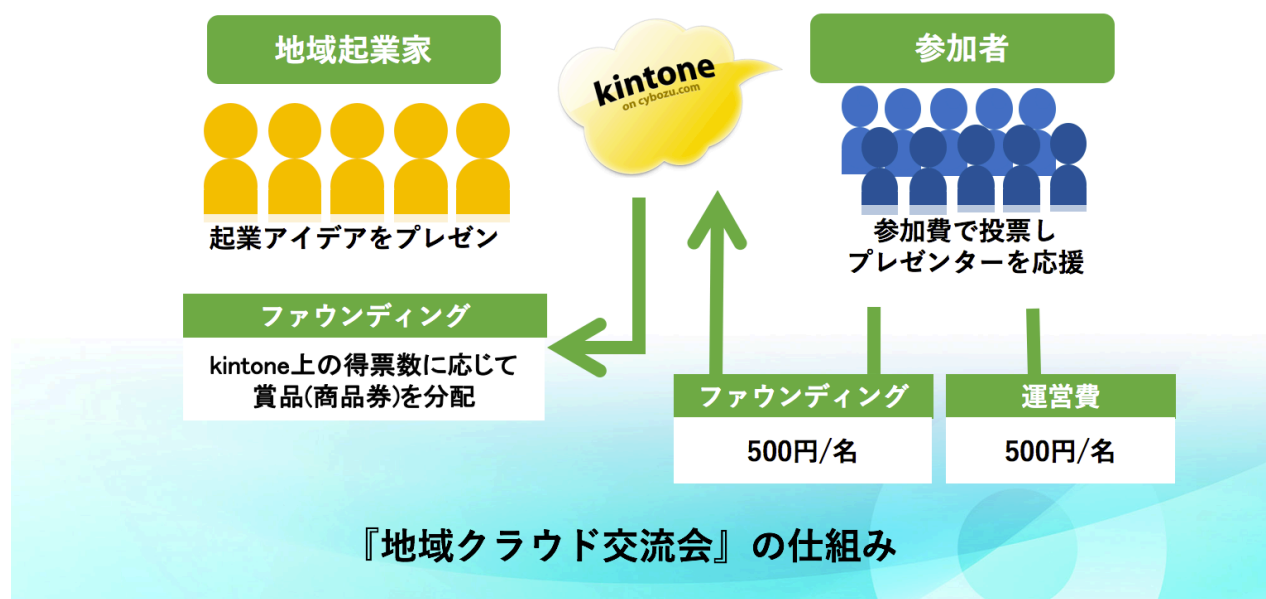 地域起業家
kintone
on cybozu.com
参加者
起業アイデアをプレゼン
参加費で投票し
プレゼンターを応援
ファウンディング
kintone上の得票数に応じて
賞品(商品券)を分配
ファウンディング
500円/名
運営費
500円/名
『地域クラウド交流会』の仕組み